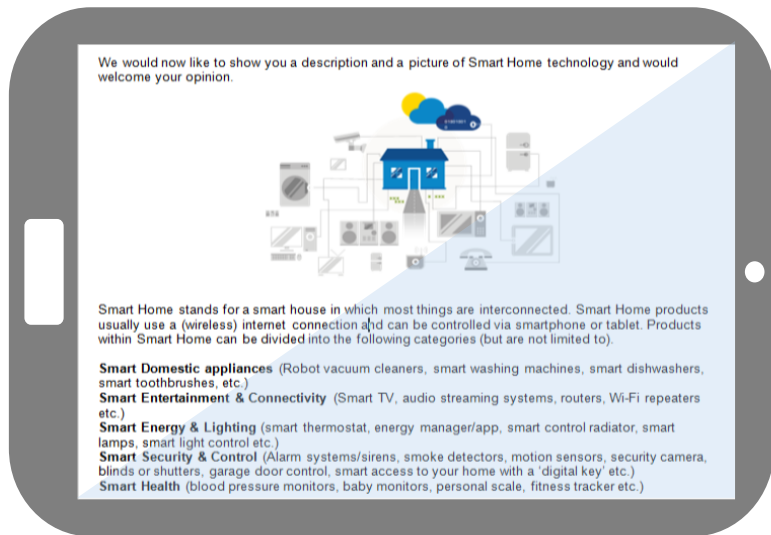 We would now like to show you a description and a picture of Smart Home technology and would
welcome your opinion.
Smart Home stands for a smart house in which most things are interconnected. Smart Home products
usually use a (wireless) internet connection and can be controlled via smartphone or tablet. Products
within Smart Home can be divided into the following categories (but are not limited to).
Smart Domestic appliances (Robot vacuum cleaners, smart washing machines, smart dishwashers,
smart toothbrushes, etc.)
Smart Entertainment & Connectivity (Smart TV, audio streaming systems, routers, Wi-Fi repeaters
etc.)
Smart Energy & Lighting (smart thermostat, energy manager/app, smart control radiator, smart
lamps, smart light control etc.)
Smart Security & Control (Alarm systems/sirens, smoke detectors, motion sensors, security camera,
blinds or shutters, garage door control, smart access to your home with a 'digital key' etc.)
Smart Health (blood pressure monitors, baby monitors, personal scale, fitness tracker etc.)